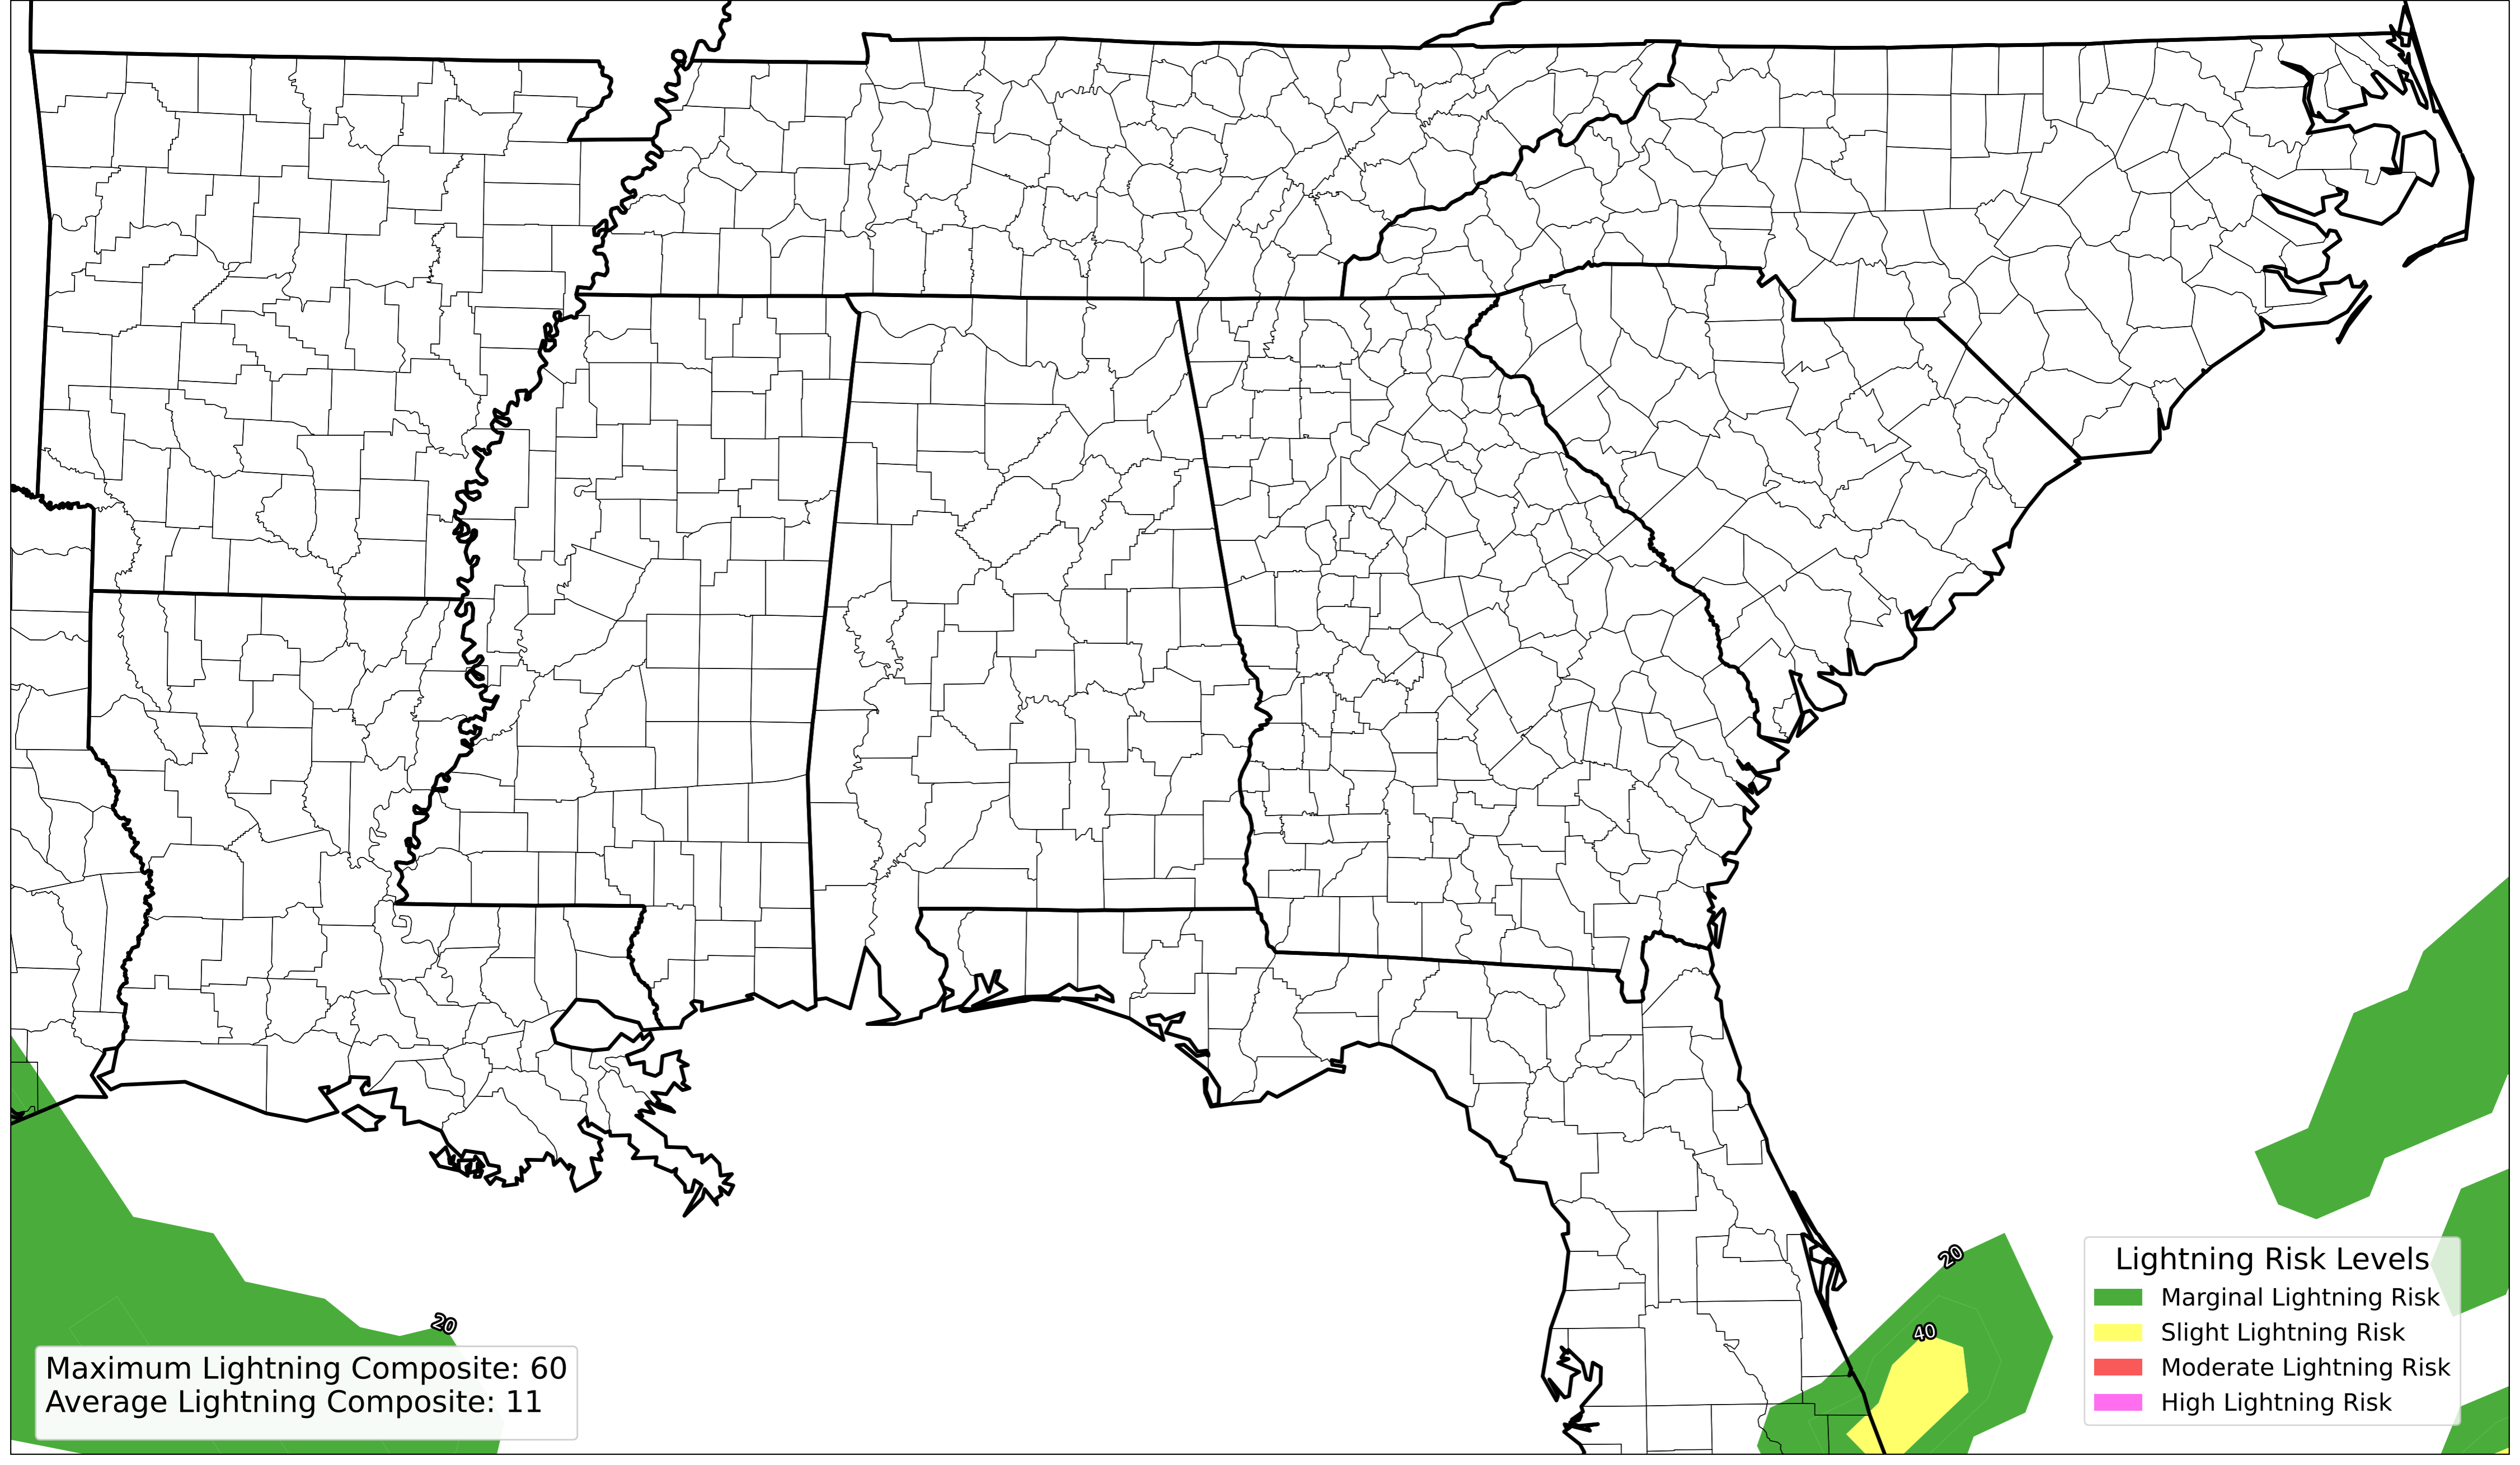 20
20
40
Maximum Lightning Composite: 60
Average Lightning Composite: 11
Lightning Risk Levels
Marginal Lightning Risk
Slight Lightning Risk
Moderate Lightning Risk
High Lightning Risk